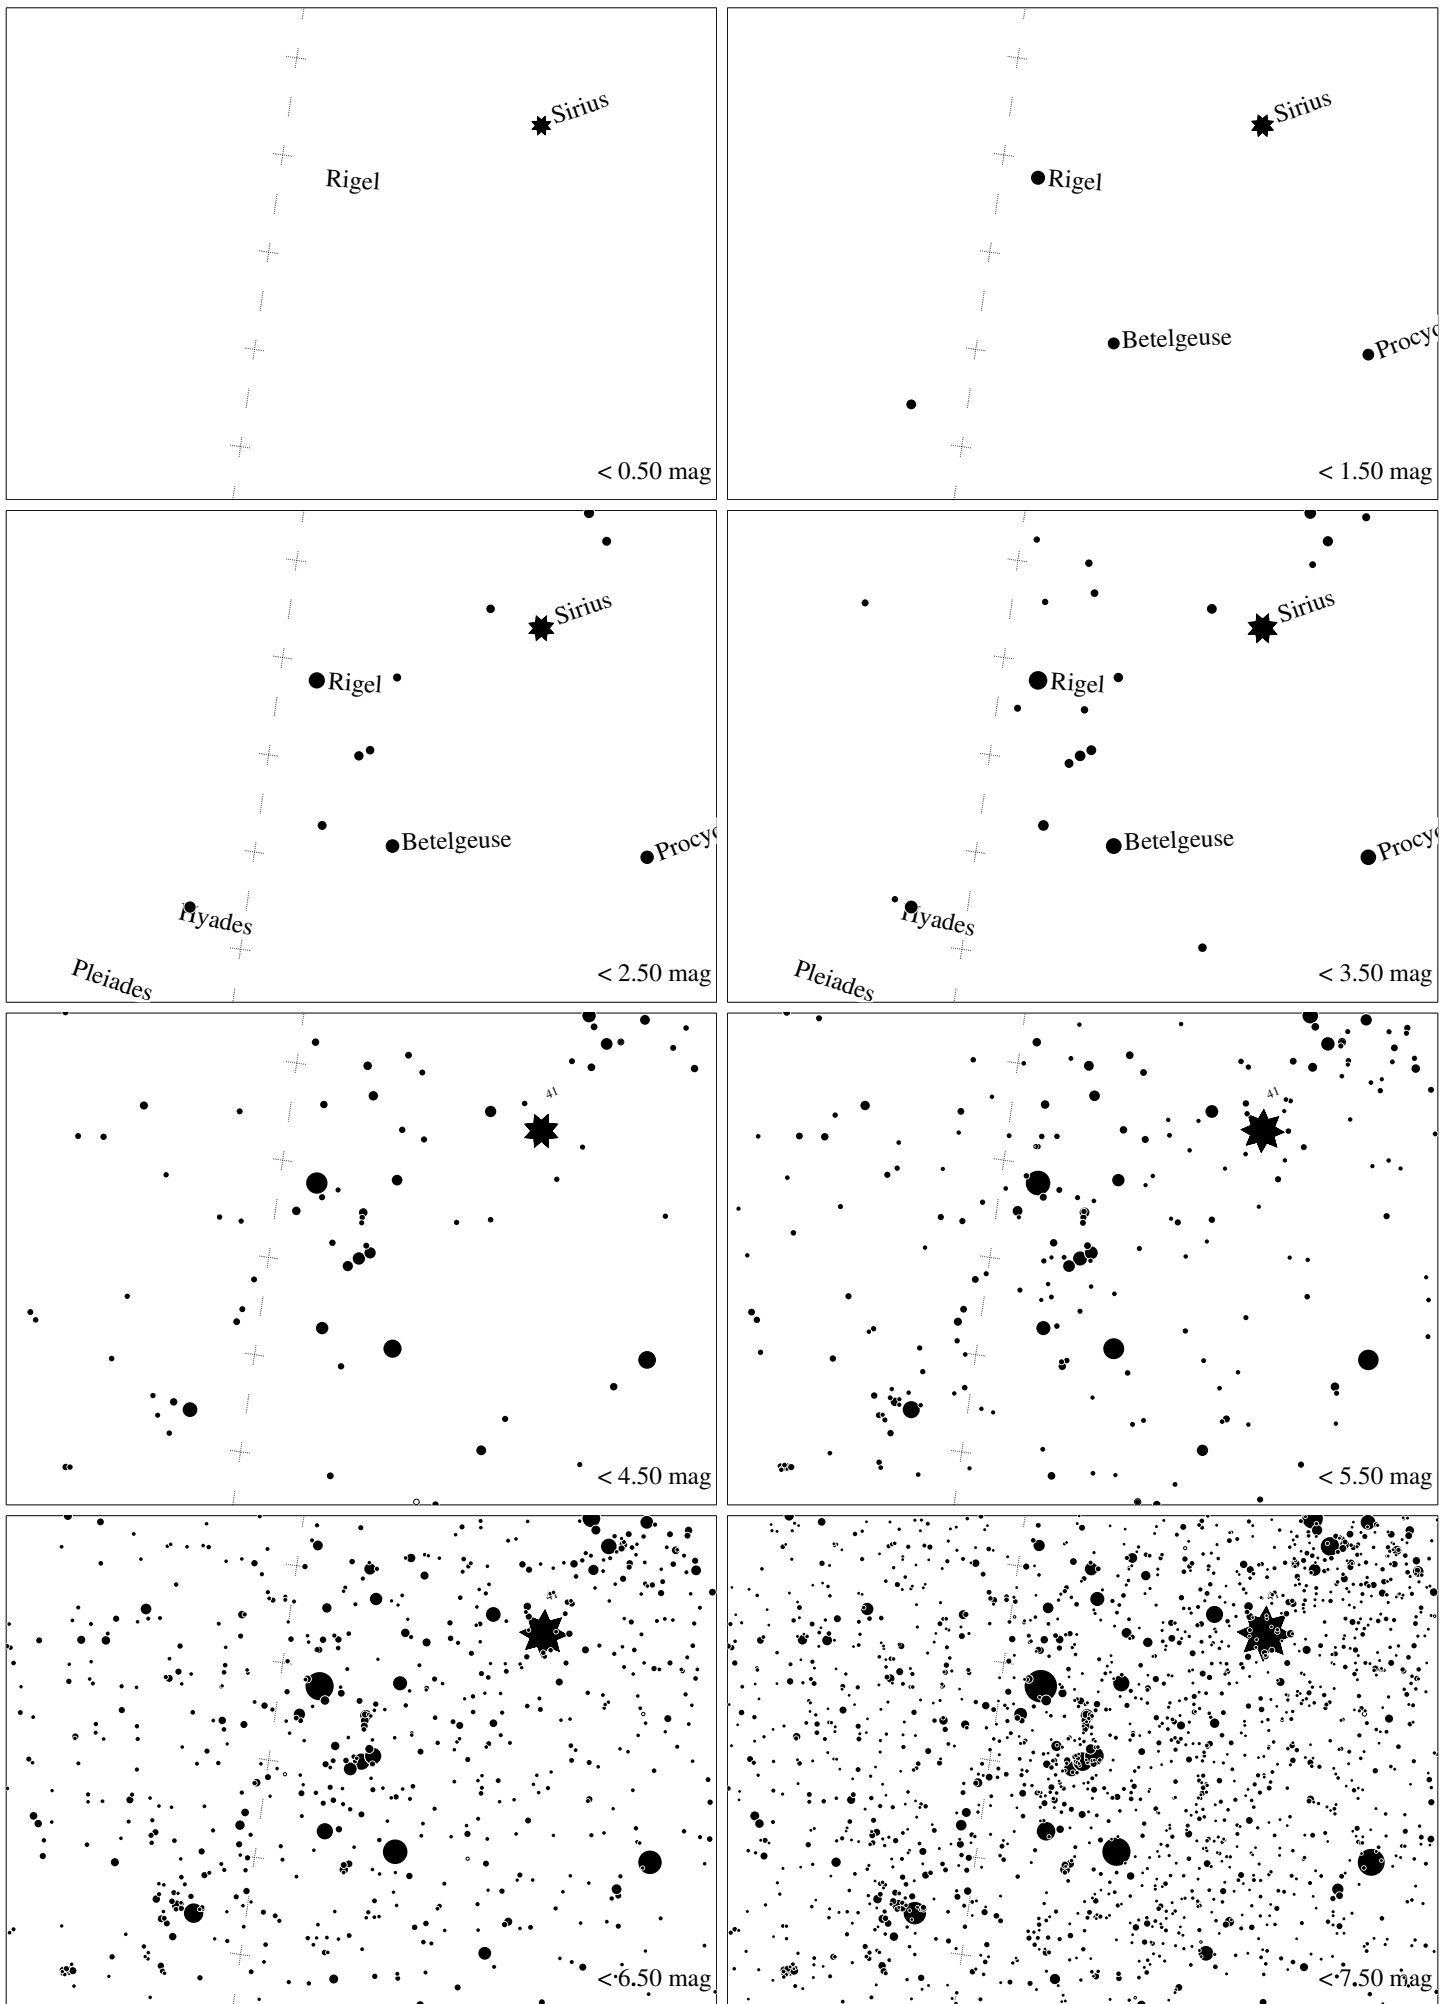 Sirius
Rigel
< 0.50 mag
Sirius
Rigel
Betelgeuse
Procyo
< 1.50 mag
Sirius
Rigel
Betelgeuse
Procyo
Hyades
Pleiades
< 2.50 mag
Sirius
Rigel
Betelgeuse
Procyo
Hyades
Pleiades
< 3.50 mag
41
< 4.50 mag
41
< 5.50 mag
41
< 6.50 mag
< 7.50 mag